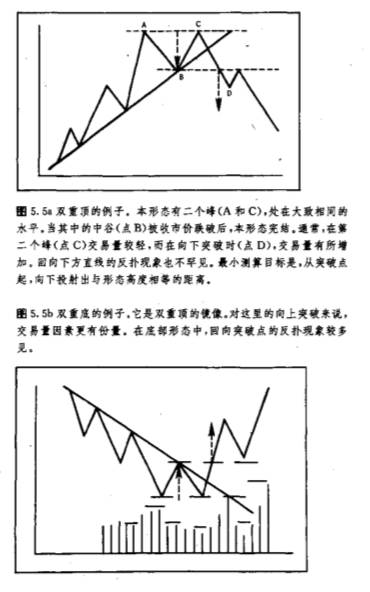 A
C
B
D
图 5.5a 双重顶的例子。本形态有二个峰(A 和 C),处在大致相同的
水平。当其中的中谷(点 B)被收市价跌破后,本形态完结。通常,在第
二个峰(点 C)交易量较轻,而在向下突破时(点 D),交易量有所增
加。回向下方直线的反扑现象也不罕见。最小测算目标是,从突破点
起,向下投射出与形态高度相等的距离。
图 5.5b 双重底的例子。它是双重顶的镜像。对这里的向上突破来说,
交易量因素更有份量。在底部形态中,回向突破点的反扑现象较多
见。